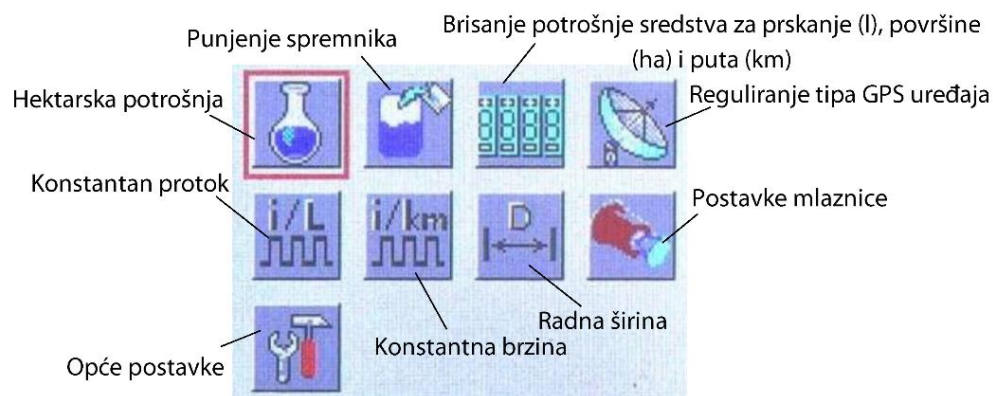 Brisanje potrošnje sredstva za prskanje (l), površine
(ha) i puta (km)
Punjenje spremnika
Hektarska potrošnja
Reguliranje tipa GPS uređaja
Konstantan protok
i/L
i/km
D
Postavke mlaznice
Radna širina
Konstantna brzina
Opće postavke